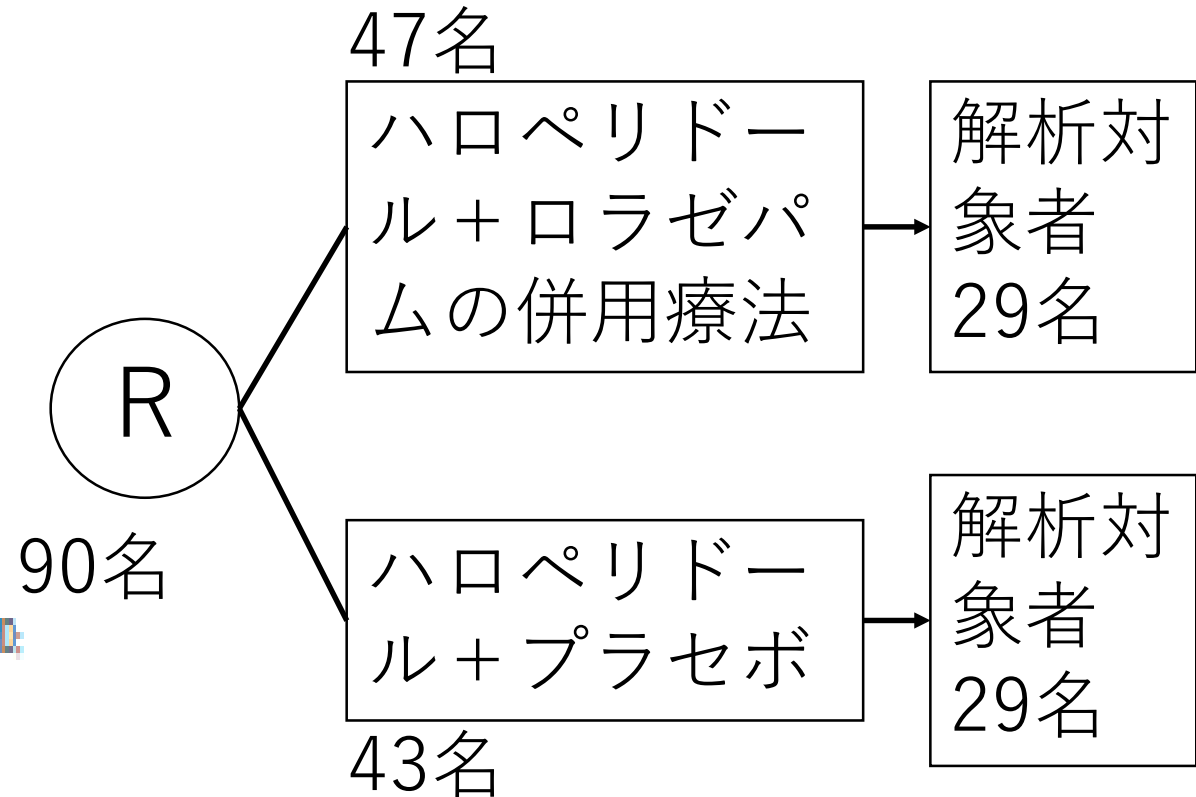 47名
ハロペリドー
ル＋ロラゼパ
ムの併用療法
解析対
象者
29名
R
90名
ハロペリドー
ル＋プラセボ
43名
解析対
象者
29名